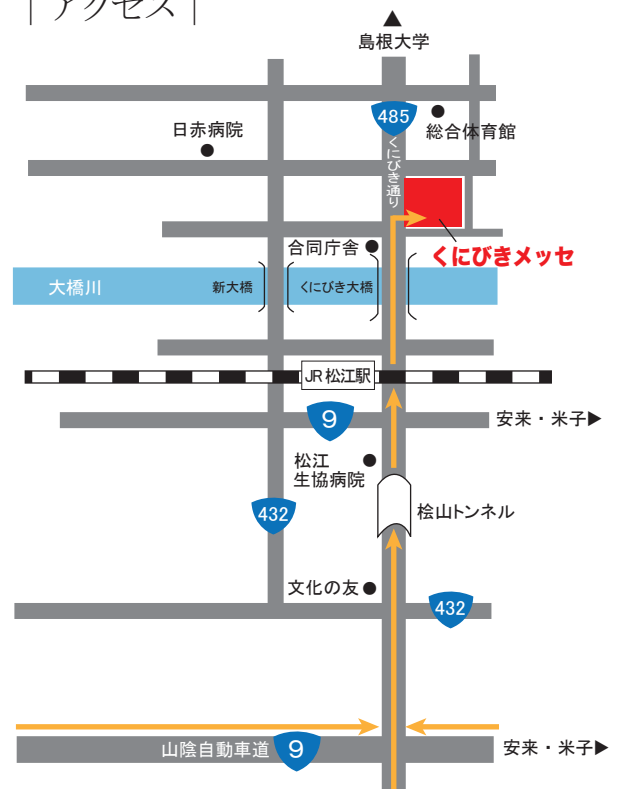 ｜アクセス｜
▲
島根大学
485
日赤病院
総合体育館
くにびき通り
合同庁舎
くにびきメッセ
大橋川
新大橋
くにびき大橋
JR 松江駅
9
安来・米子▶
松江
生協病院
432
桧山トンネル
文化の友
432
山陰自動車道
9
安来・米子▶